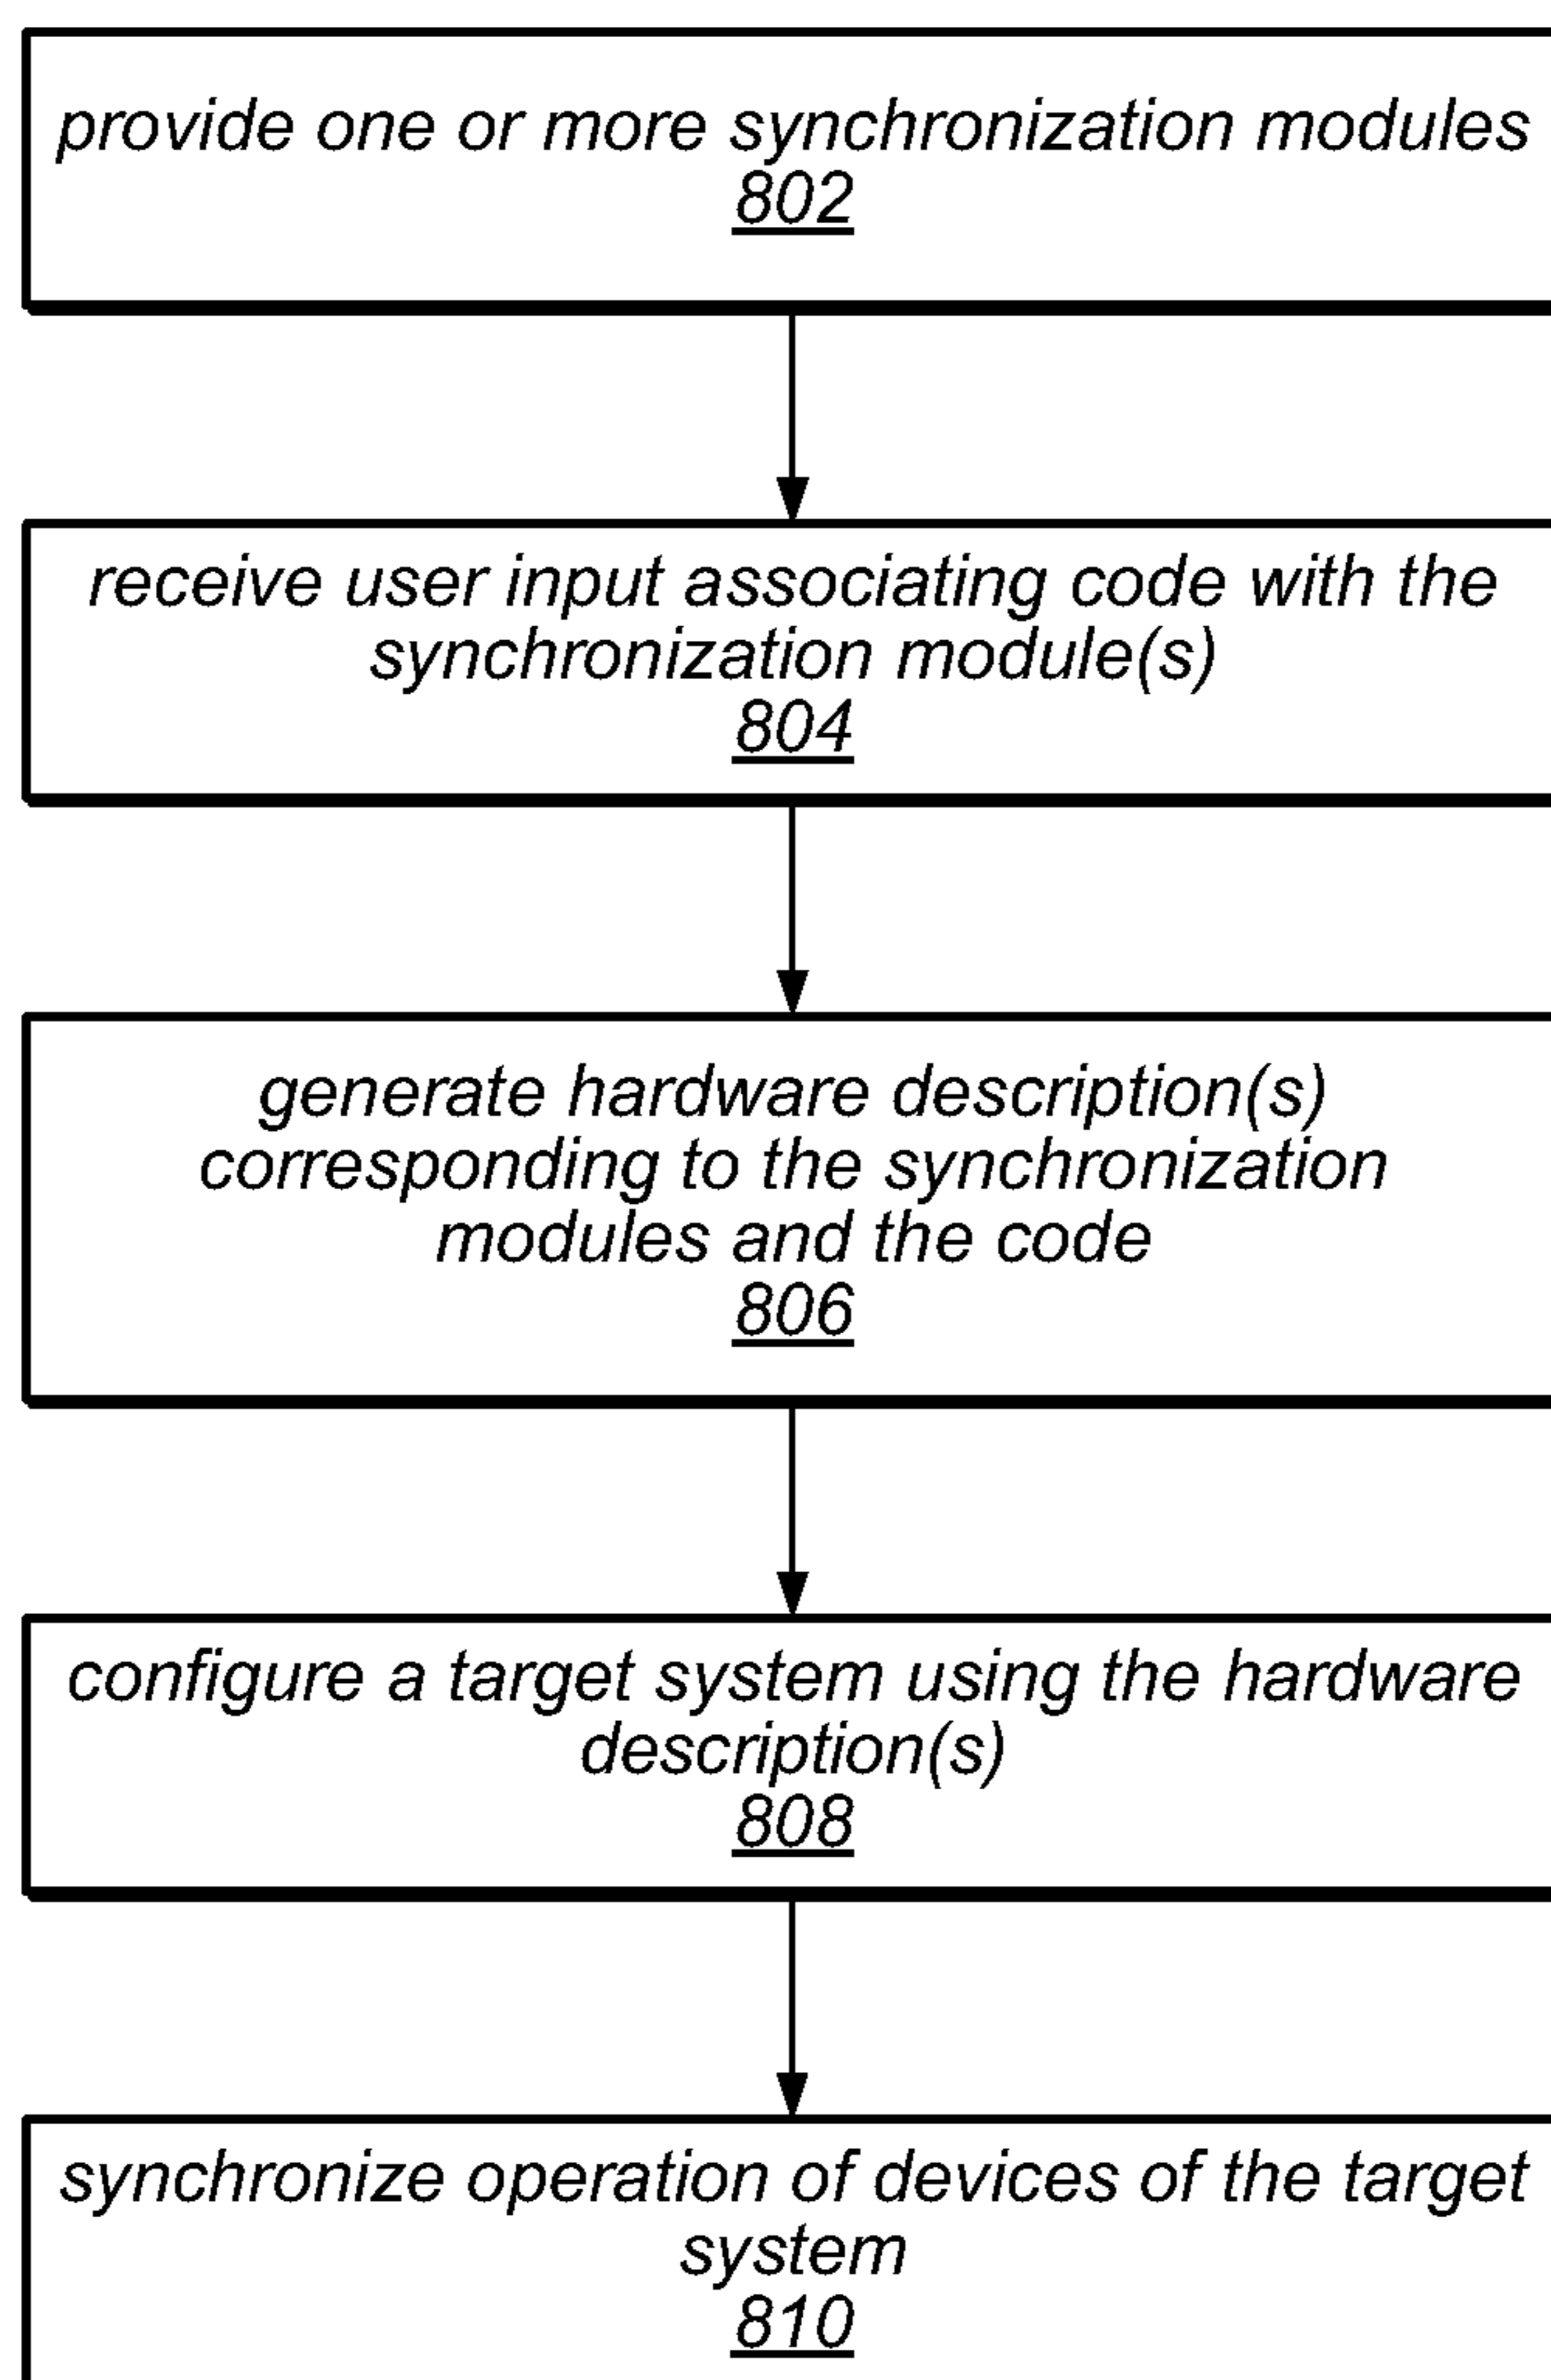 provide one or more synchronization modules
802
receive user input associating code with the
synchronization module(s)
804
generate hardware description(s)
corresponding to the synchronization
modules and the code
806
configure a target system using the hardware
description(s)
808
synchronize operation of devices of the target
system
810